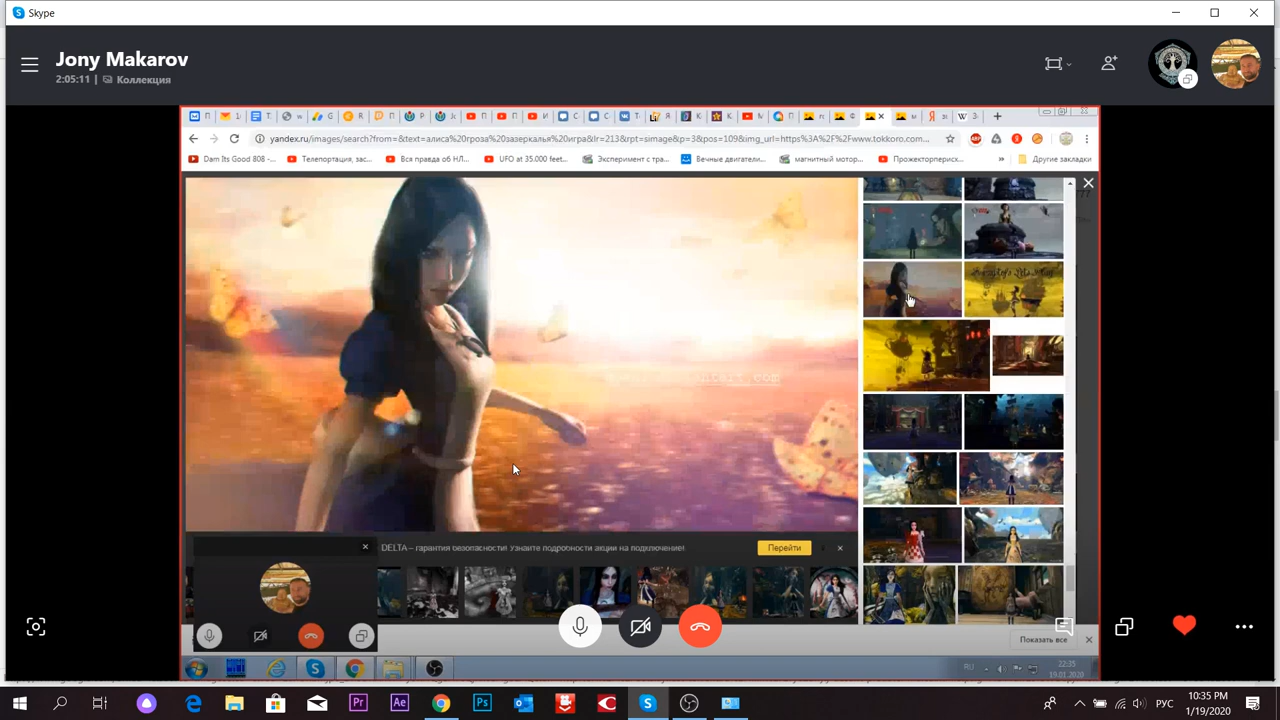 Skype
Jony Makarov
2:05:11 | Коллекция
yandex.ru/images/search?from=&text=алиса%20гроза%20зазеркалья%20игра&lr=213&rpt=simage&p=3&pos=109&img_url=https%3A%2F%2Fwww.tokkoro.com...
Dam Its Good 808 -...
Телепортация, зас...
Вся правда об НЛ...
UFO at 35.000 feet...
Эксперимент с тра...
Вечные двигатели...
магнитный мотор...
Прожекторперисх...
»
Другие закладки
DELTA– гарантия безопасности! Узнайте подробности акции на подключение!
Перейти
Показать все
RU
22:35
19.01.2020
Pr
Ae
Ps
РУС
10:35 PM
1/19/2020